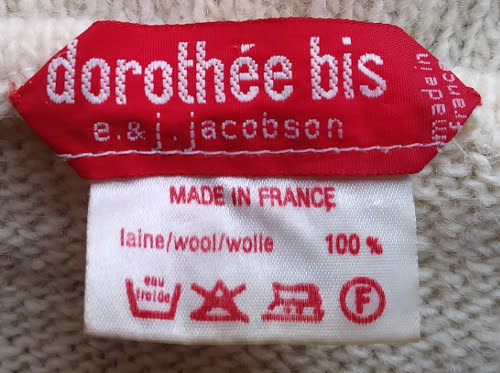 dorothée bis
e.&j.jacobson
made in
france
MADE IN FRANCE
laine/wool/wolle 100 %
eau
froide
F